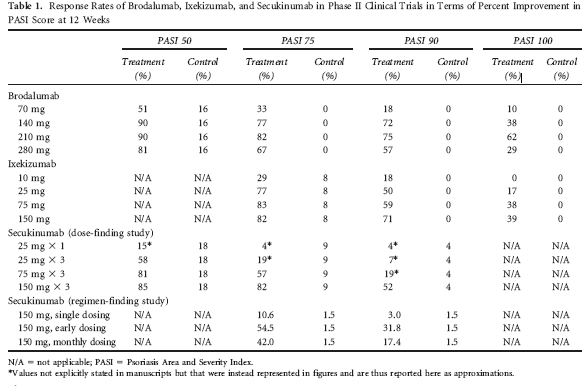 Table 1. Response Rates of Brodalumab, Ixekizumab, and Secukinumab in Phase II Clinical Trials in Terms of Percent Improvement in
PASI Score at 12 Weeks
PASI 50 PASI 75 PASI 90 PASI 100
Treatment Control Treatment Control Treatment Control Treatment Control
(%) (%) (%) (%) (%) (%) (%) (%)
Brodalumab
70 mg 51 16 33 0 18 0 10 0
140 mg 90 16 77 0 72 0 38 0
210 mg 90 16 82 0 75 0 62 0
280 mg 81 16 67 0 57 0 29 0
Ixekizumab
10 mg N/A N/A 29 8 18 0 0 0
25 mg N/A N/A 77 8 50 0 17 0
75 mg N/A N/A 83 8 59 0 38 0
150 mg N/A N/A 82 8 71 0 39 0
Secukinumab (dose-finding study)
25 mg × 1 15* 18 4* 9 4* 4 N/A N/A
25 mg × 3 58 18 19* 9 7* 4 N/A N/A
75 mg × 3 81 18 57 9 19* 4 N/A N/A
150 mg × 3 85 18 82 9 52 4 N/A N/A
Secukinumab (regimen-finding study)
150 mg, single dosing N/A N/A 10.6 1.5 3.0 1.5 N/A N/A
150 mg, early dosing N/A N/A 54.5 1.5 31.8 1.5 N/A N/A
150 mg, monthly dosing N/A N/A 42.0 1.5 17.4 1.5 N/A N/A
N/A = not applicable; PASI = Psoriasis Area and Severity Index.
*Values not explicitly stated in manuscripts but that were instead represented in figures and are thus reported here as approximations.